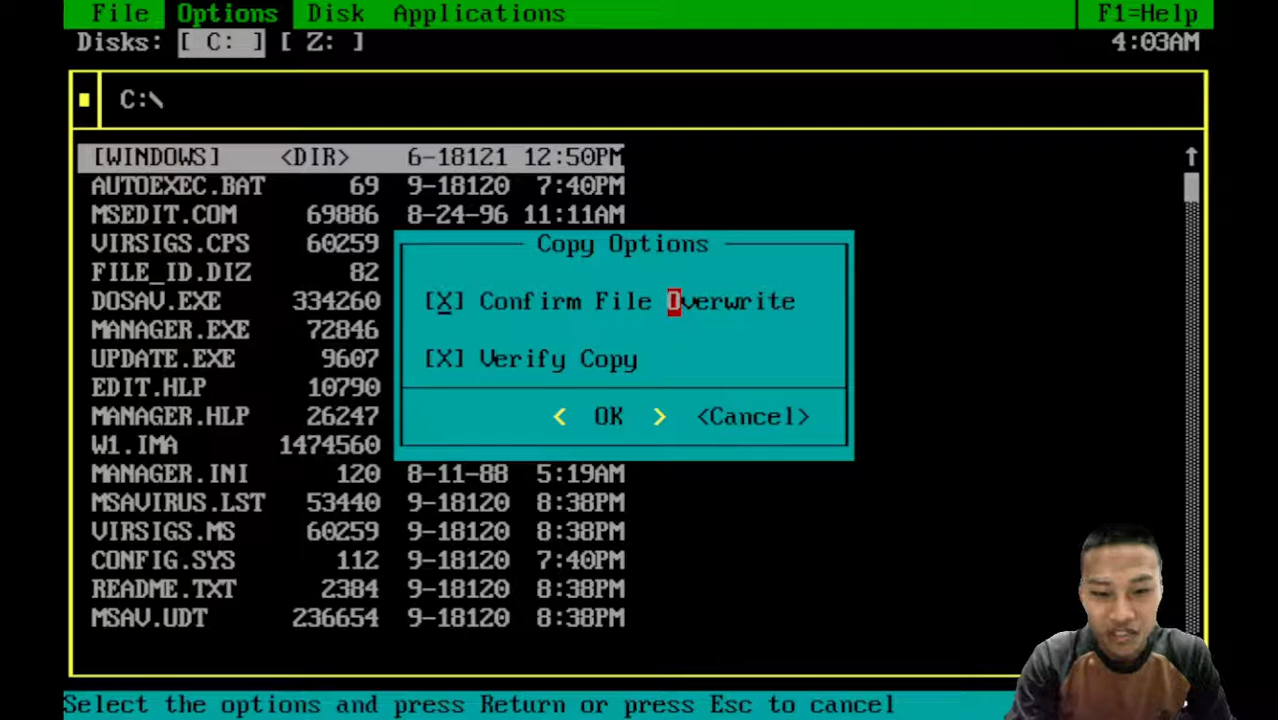 File Options Disk Applications F1=Help
Disks: [ C: ] [ Z: ] 4:03AM
C:\
[WINDOWS] <DIR> 6-18121 12:50PM
AUTOEXEC.BAT 69 9-18120 7:40PM
MSEDIT.COM 69886 8-24-96 11:11AM
VIRSIGS.CPS 60259
Copy Options
FILE_ID.DIZ 82
DOSAV.EXE 334260
[X] Confirm File Overwrite
MANAGER.EXE 72846
UPDATE.EXE 9607
[X] Verify Copy
EDIT.HLP 10790
MANAGER.HLP 26247
< OK > <Cancel>
W1.IMA 1474560
MANAGER.INI 120 8-11-88 5:19AM
MSAVIRUS.LST 53440 9-18120 8:38PM
VIRSIGS.MS 60259 9-18120 8:38PM
CONFIG.SYS 112 9-18120 7:40PM
README.TXT 2384 9-18120 8:38PM
MSAV.UDT 236654 9-18120 8:38PM
Select the options and press Return or press Esc to cancel